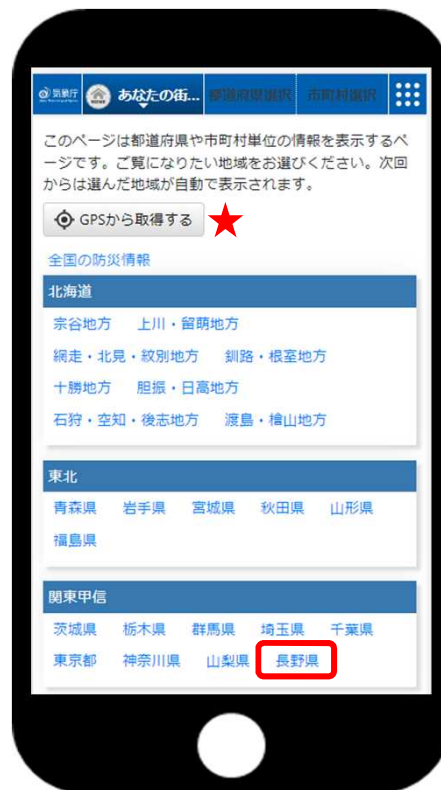 気象庁 あなたの街... 都道府県選択 市町村選択
このページは都道府県や市町村単位の情報を表示するペ
ージです。ご覧になりたい地域をお選びください。次回
からは選んだ地域が自動で表示されます。
GPSから取得する
全国の防災情報
北海道
宗谷地方 上川・留萌地方
網走・北見・紋別地方 釧路・根室地方
十勝地方 胆振・日高地方
石狩・空知・後志地方 渡島・檜山地方
東北
青森県 岩手県 宮城県 秋田県 山形県
福島県
関東甲信
茨城県 栃木県 群馬県 埼玉県 千葉県
東京都 神奈川県 山梨県 長野県